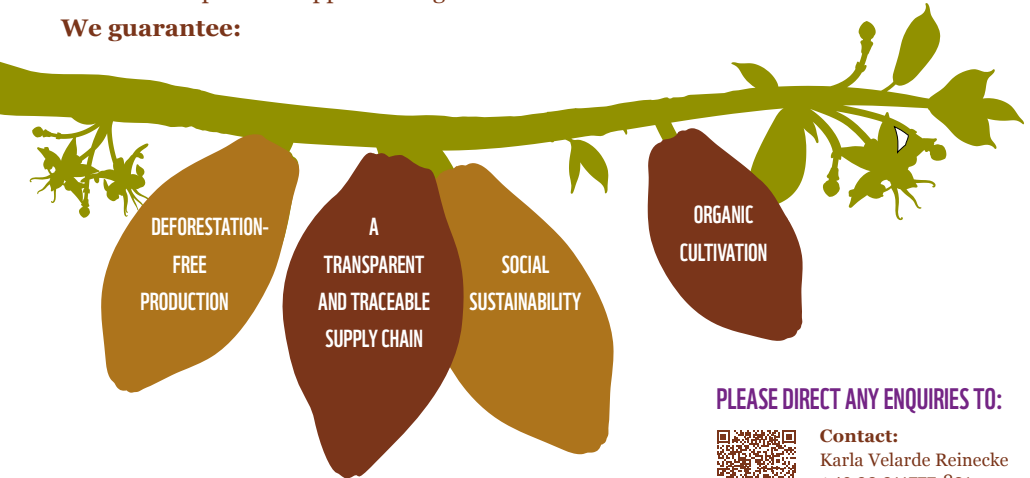 We guarantee:
DEFORESTATION-
FREE
PRODUCTION
A
TRANSPARENT
AND TRACEABLE
SUPPLY CHAIN
SOCIAL
SUSTAINABILITY
ORGANIC
CULTIVATION
PLEASE DIRECT ANY ENQUIRIES TO:
Contact:
Karla Velarde Reinecke